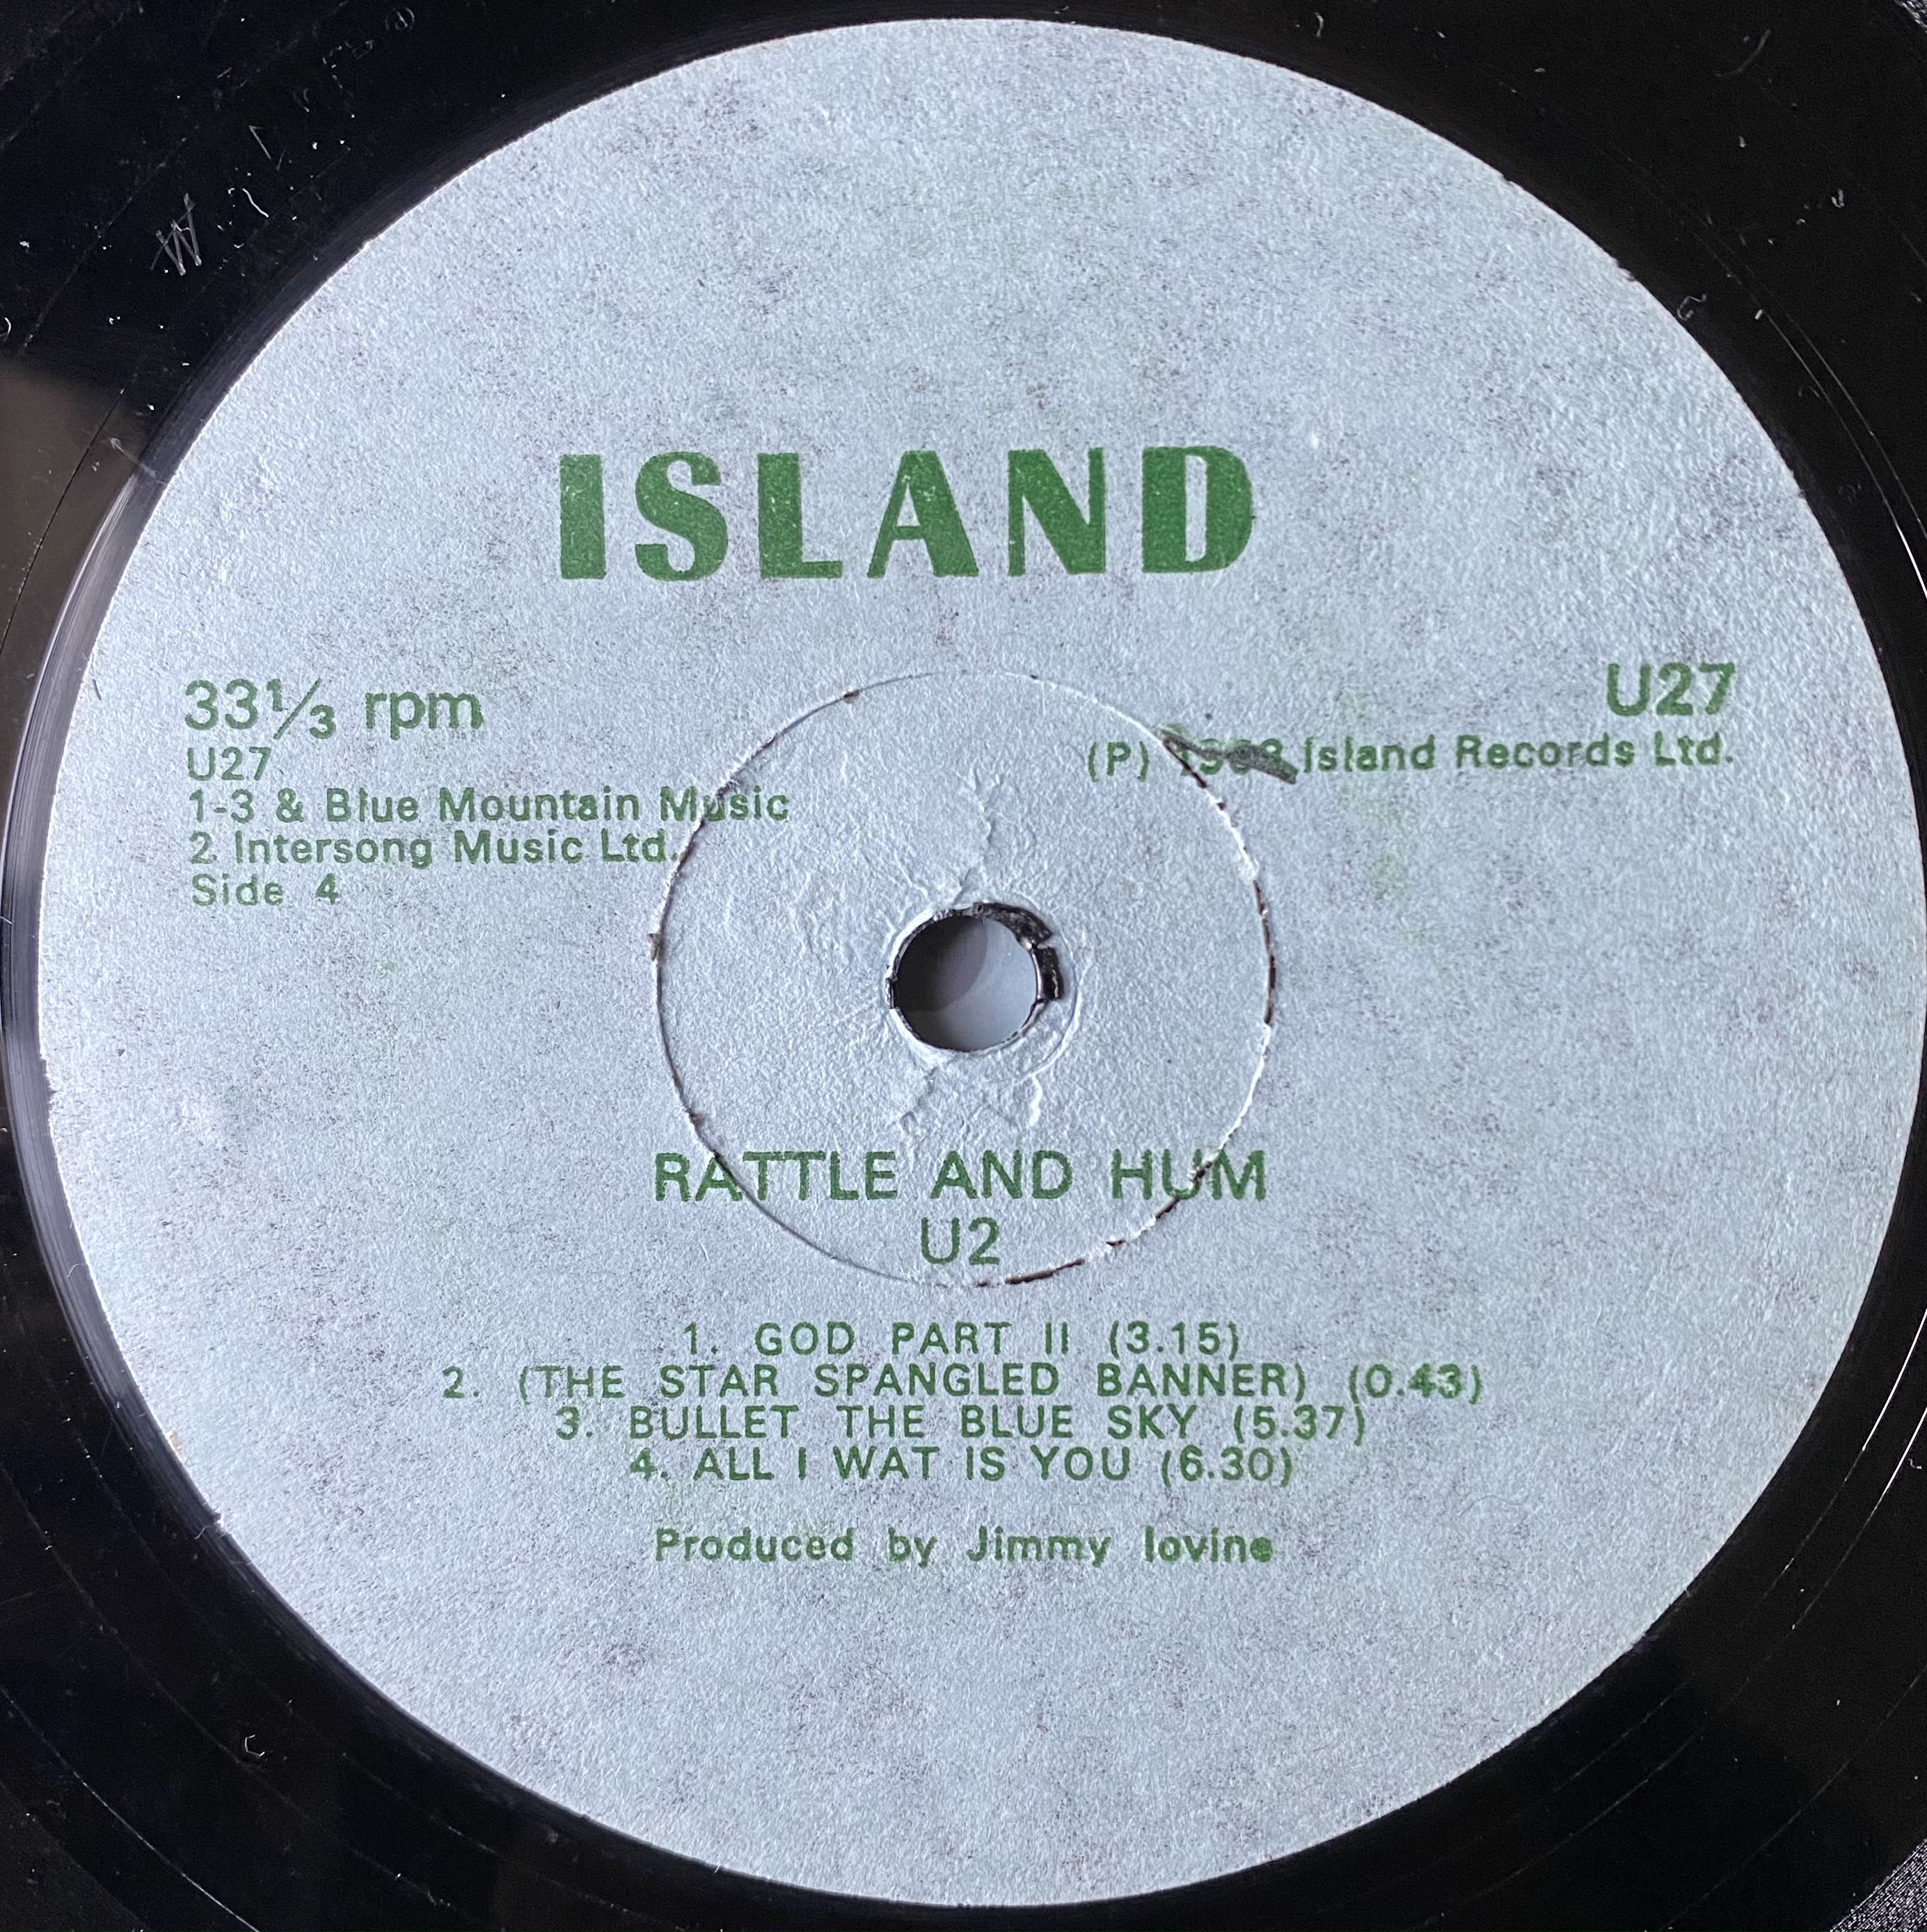 ISLAND
33⅓ rpm
U27
U27
(P) 1988 Island Records Ltd.
1-3 & Blue Mountain Music
2 Intersong Music Ltd.
Side 4
RATTLE AND HUM
U2
1. GOD PART II (3.15)
2. (THE STAR SPANGLED BANNER) (0.43)
3. BULLET THE BLUE SKY (5.37)
4. ALL I WAT IS YOU (6.30)
Produced by Jimmy Iovine